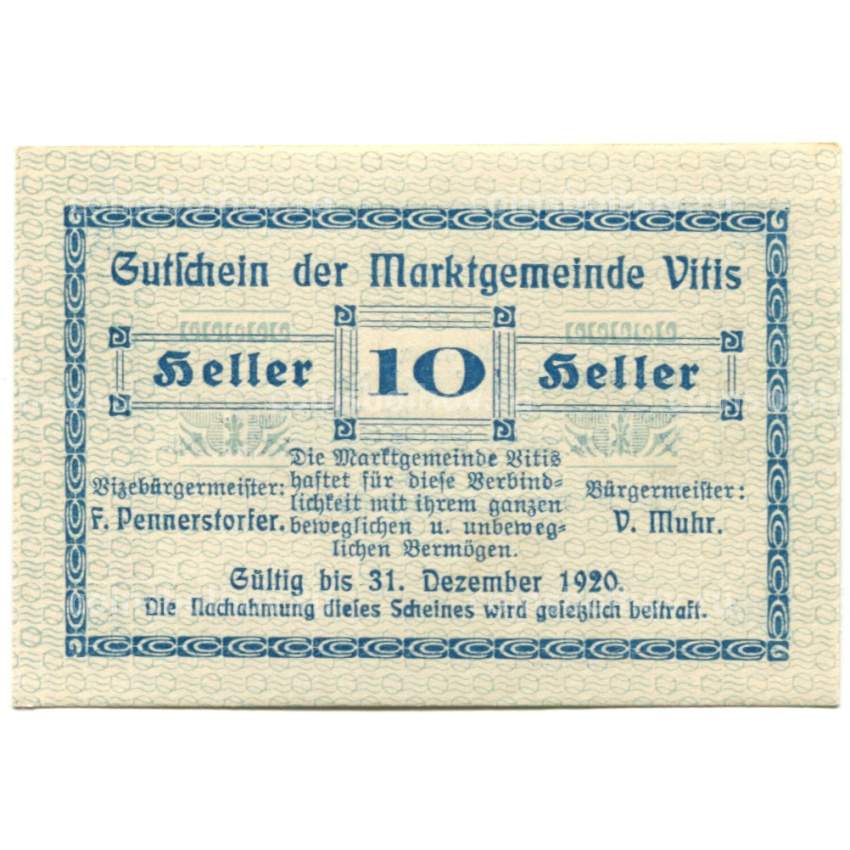 Gutschein der Marktgemeinde Vitis
Heller 10 Heller
Die Marktgemeinde Vitis
haftet für diese Verbind=
lichkeit mit ihrem ganzen
beweglichen u. unbeweg=
lichen Vermögen.
Vizebürgermeister:
F. Pennerstorfer.
Bürgermeister:
V. Muhr.
Gültig bis 31. Dezember 1920.
Die Nachahmung dieses Scheines wird gesetzlich bestraft.